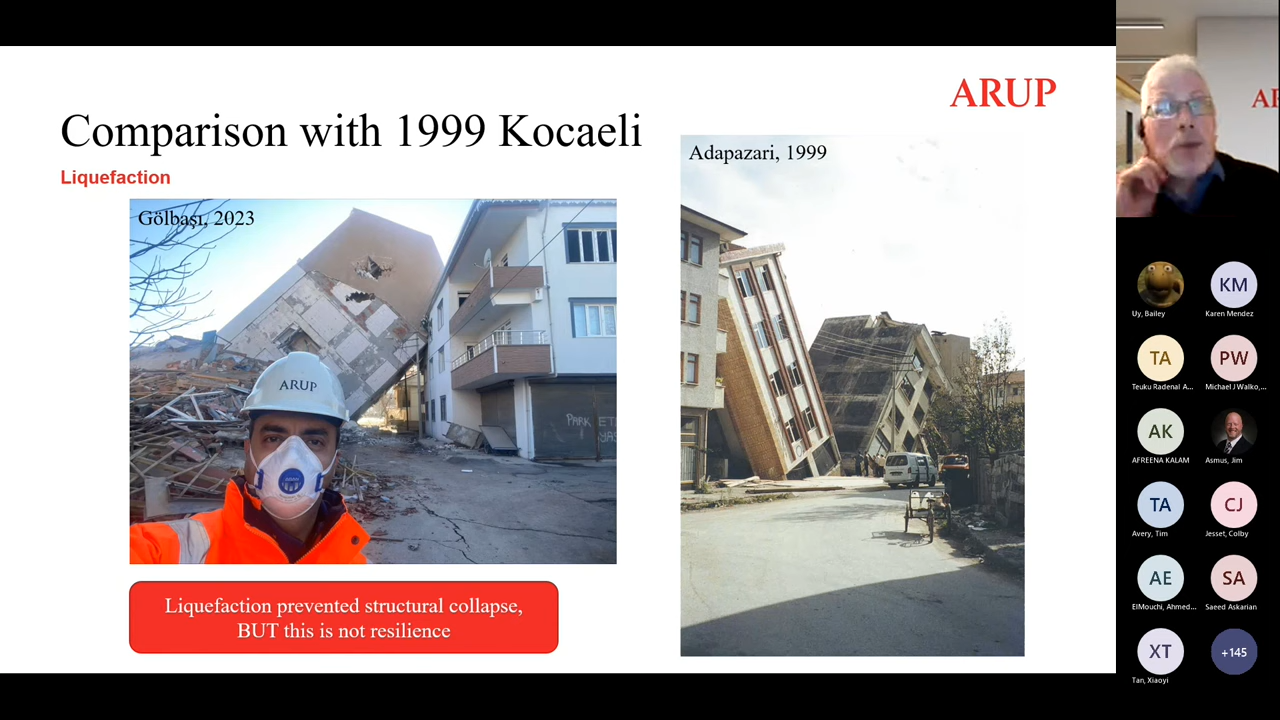 ARUP
Comparison with 1999 Kocaeli
Liquefaction
Gölbaşı, 2023
ARUP
PARK
Liquefaction prevented structural collapse,
BUT this is not resilience
Adapazari, 1999
KM
Uy, Bailey
Karen Mendez
TA
PW
Teuku Radenal A...
Michael J Walko,...
AK
AFREENA KALAM
Asmus, Jim
TA
CJ
Avery, Tim
Jesset, Colby
AE
SA
ElMouchi, Ahmed...
Saeed Askarian
XT
+145
Tan, Xiaoyi